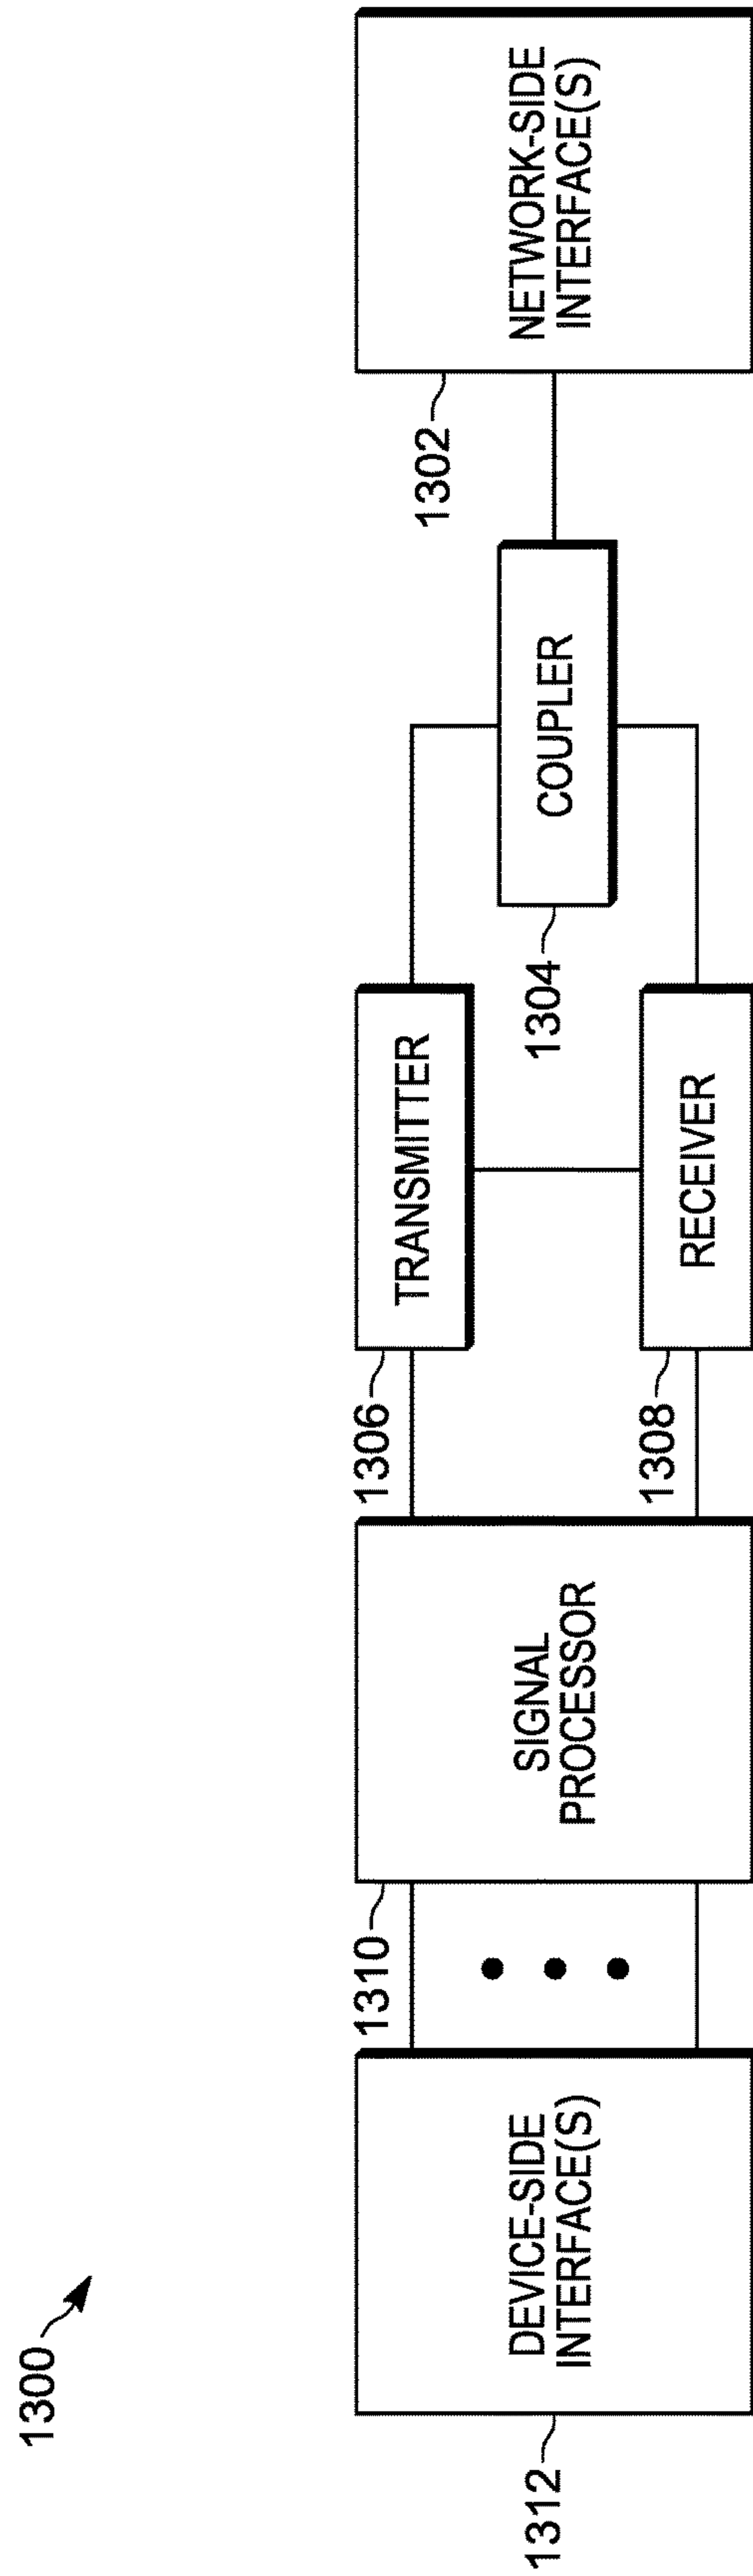 1300
1312
DEVICE-SIDE
INTERFACE(S)
1310
SIGNAL
PROCESSOR
1306
TRANSMITTER
1308
RECEIVER
1304
COUPLER
1302
NETWORK-SIDE
INTERFACE(S)